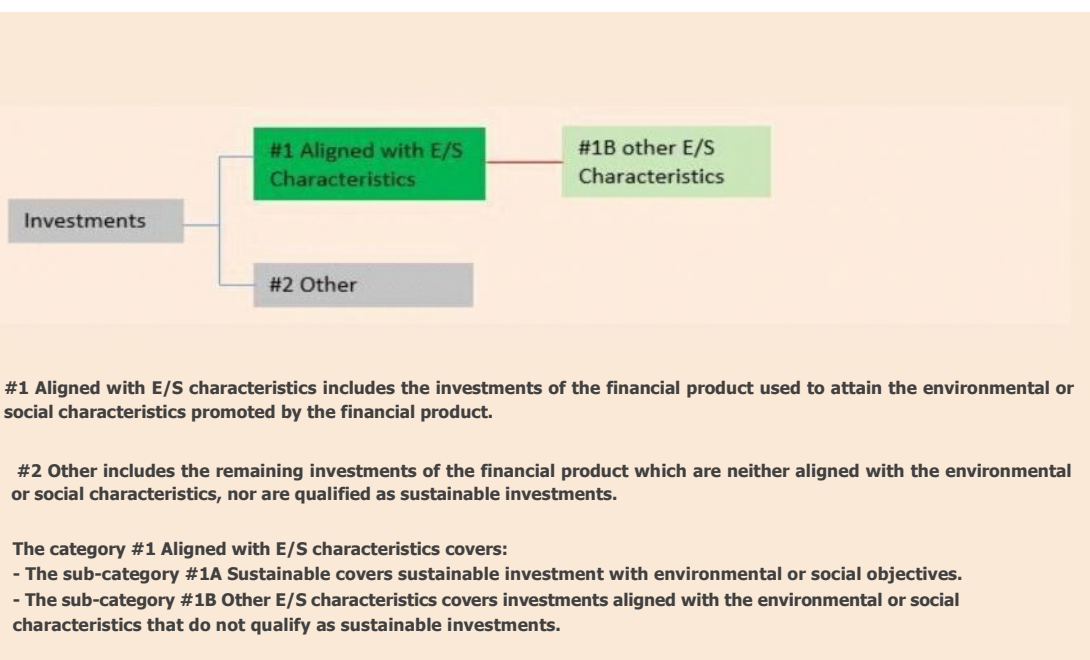 #1 Aligned with E/S
Characteristics
#1B other E/S
Characteristics
Investments
#2 Other
#1 Aligned with E/S characteristics includes the investments of the financial product used to attain the environmental or
social characteristics promoted by the financial product.
#2 Other includes the remaining investments of the financial product which are neither aligned with the environmental
or social characteristics, nor are qualified as sustainable investments.
The category #1 Aligned with E/S characteristics covers:
- The sub-category #1A Sustainable covers sustainable investment with environmental or social objectives.
- The sub-category #1B Other E/S characteristics covers investments aligned with the environmental or social
characteristics that do not qualify as sustainable investments.